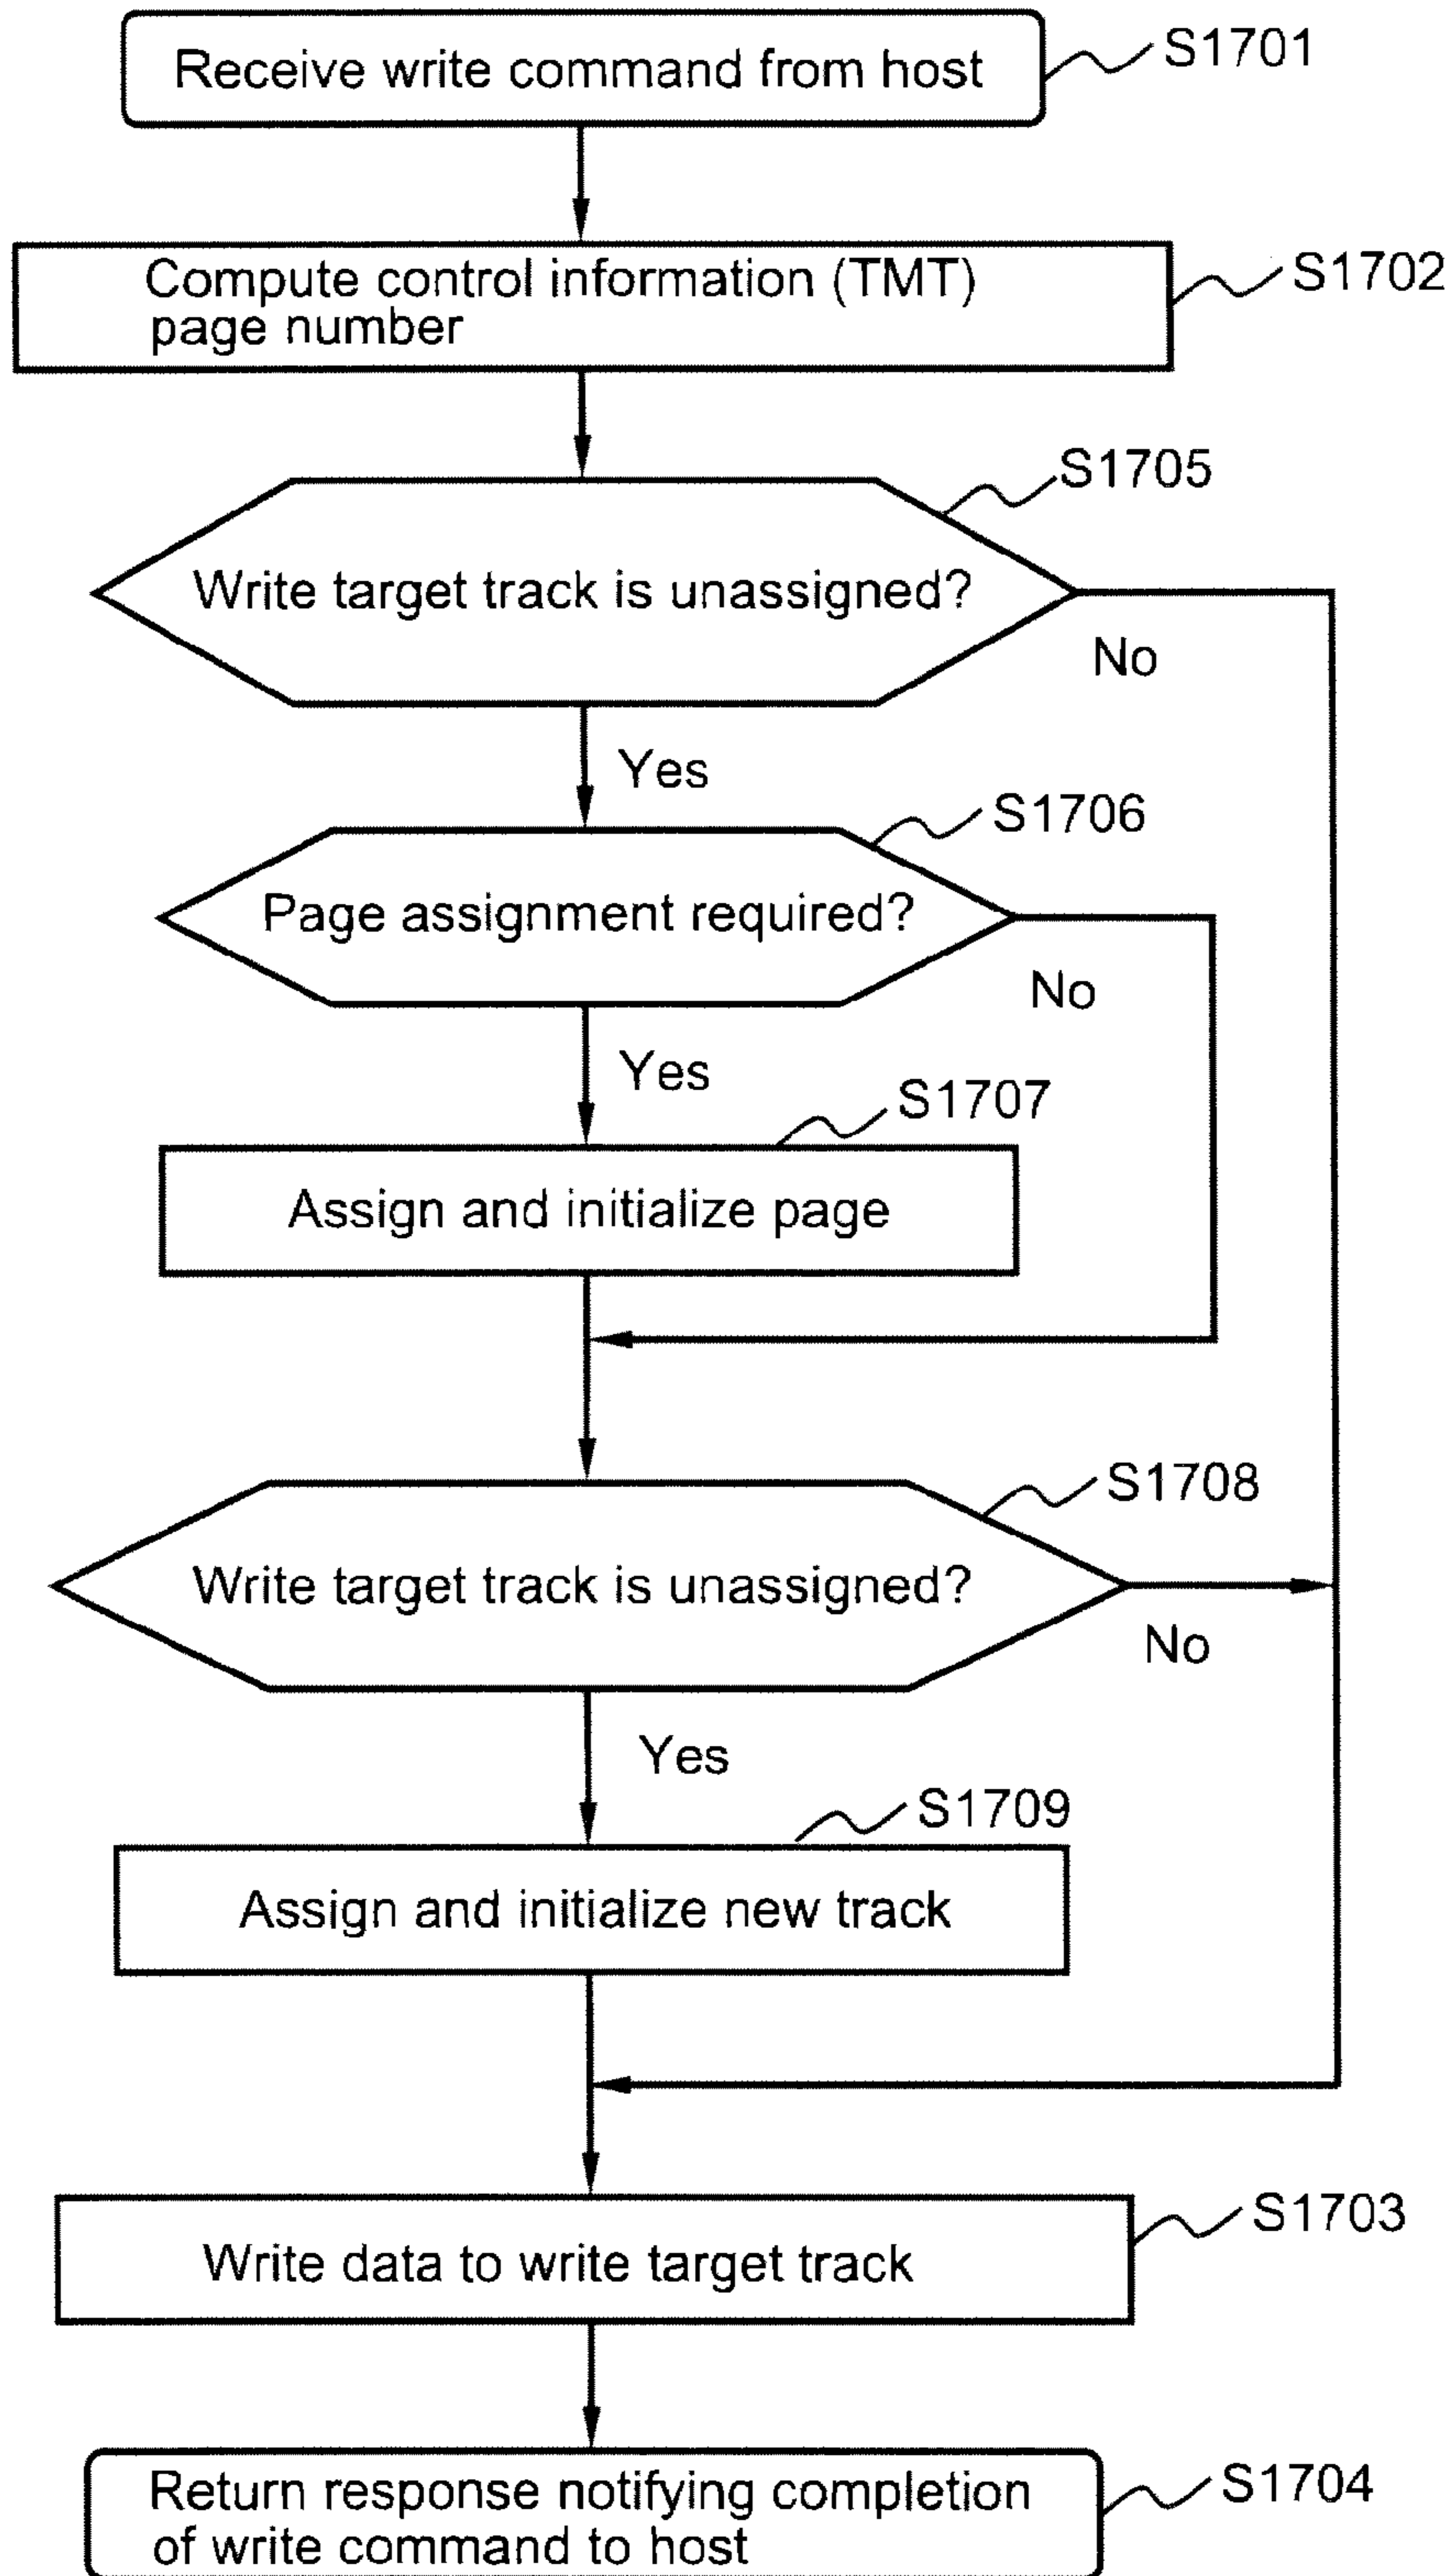 Receive write command from host
S1701
Compute control information (TMT)
page number
S1702
S1705
Write target track is unassigned?
No
Yes
S1706
Page assignment required?
No
Yes
S1707
Assign and initialize page
S1708
Write target track is unassigned?
No
Yes
S1709
Assign and initialize new track
S1703
Write data to write target track
S1704
Return response notifying completion
of write command to host